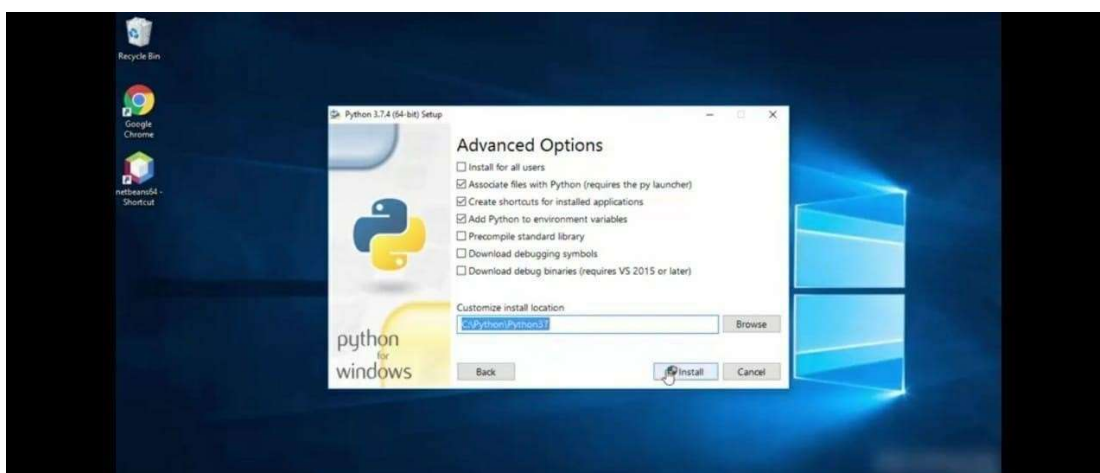 Recycle Bin
Google
Chrome
netbeans64 -
Shortcut
Python 3.7.4 (64-bit) Setup
Advanced Options
Install for all users
Associate files with Python (requires the py launcher)
Create shortcuts for installed applications
Add Python to environment variables
Precompile standard library
Download debugging symbols
Download debug binaries (requires VS 2015 or later)
Customize install location
C:\Python\Python37
Browse
python
for
windows
Back
Install
Cancel